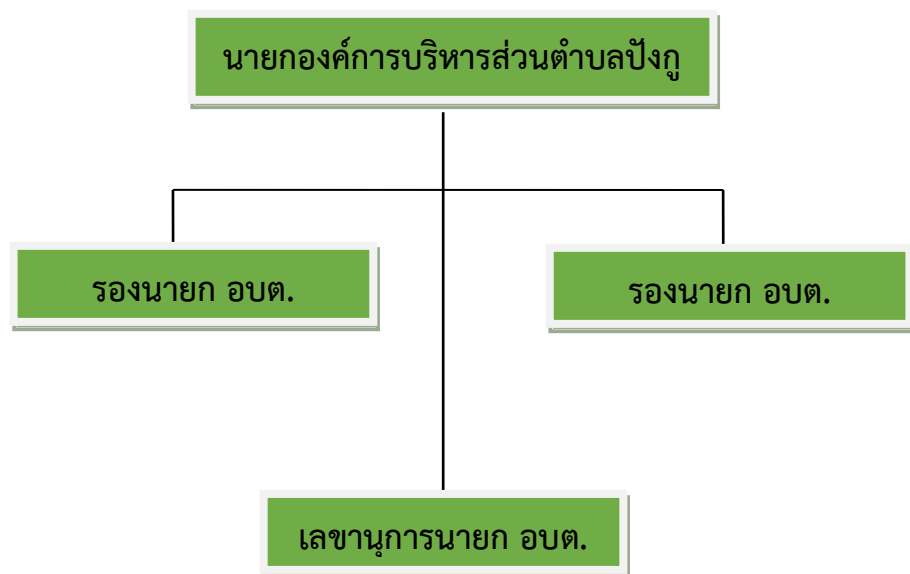 นายกองค์การบริหารส่วนตำบลปังกู
รองนายก อบต.
รองนายก อบต.
เลขานุการนายก อบต.